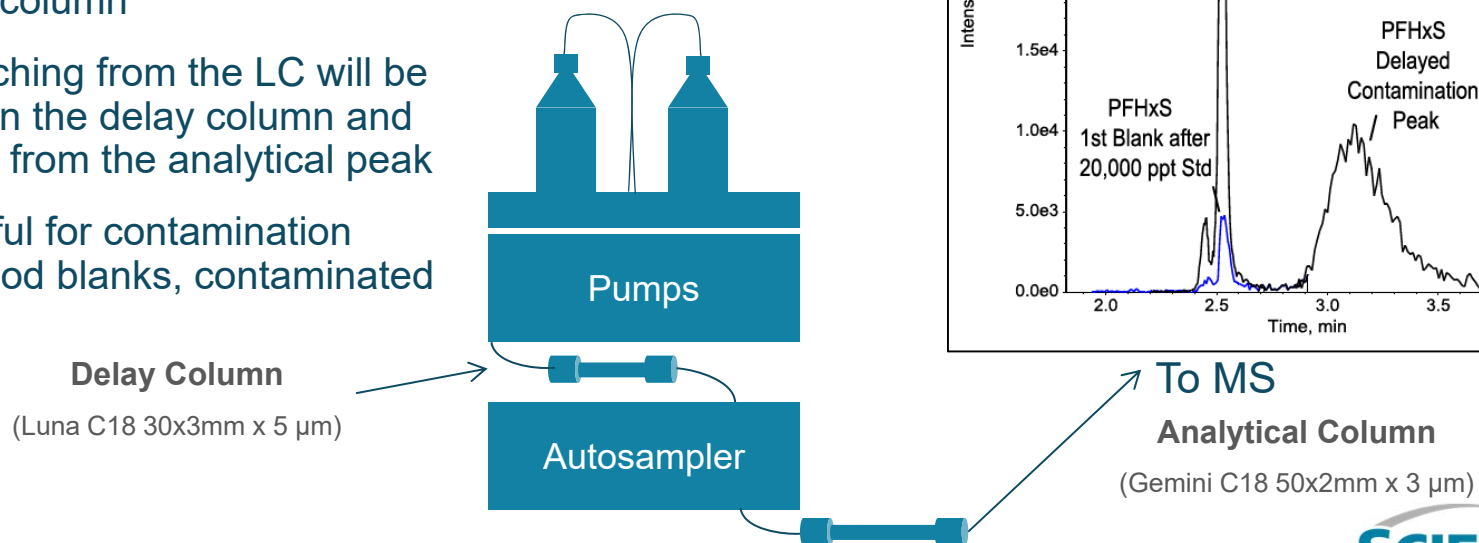 column
ching from the LC will be
n the delay column and
from the analytical peak
ful for contamination
od blanks, contaminated
Delay Column
(Luna C18 30x3mm x 5 µm)
Pumps
Autosampler
Intens
1.5e4
1.0e4
5.0e3
0.0e0
PFHxS
1st Blank after
20,000 ppt Std
PFHxS
Delayed
Contamination
Peak
2.0 2.5 3.0 3.5
Time, min
To MS
Analytical Column
(Gemini C18 50x2mm x 3 µm)